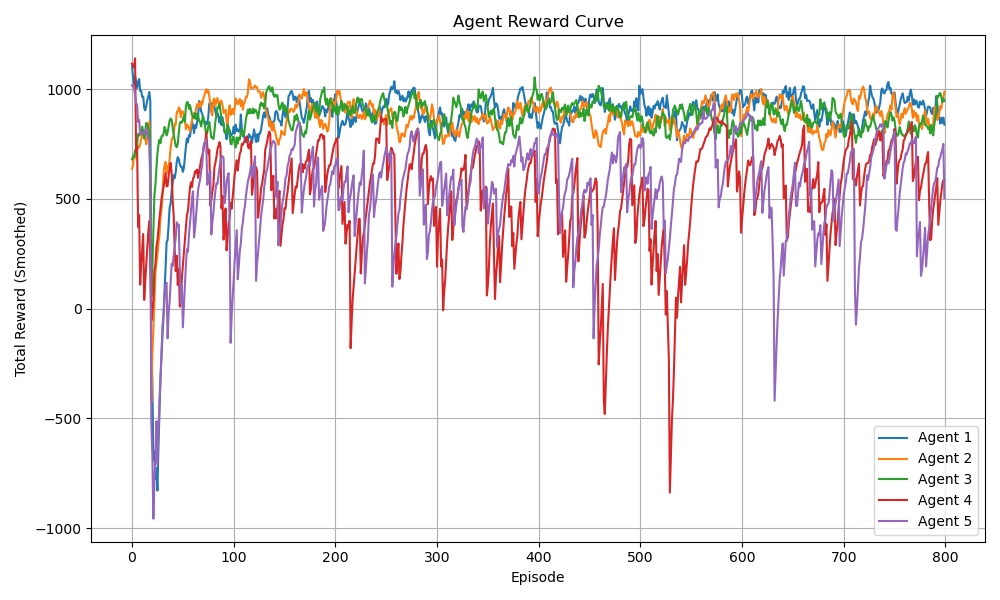 Agent Reward Curve
Total Reward (Smoothed)
1000
500
0
−500
−1000
0 100 200 300 400 500 600 700 800
Episode
Agent 1
Agent 2
Agent 3
Agent 4
Agent 5